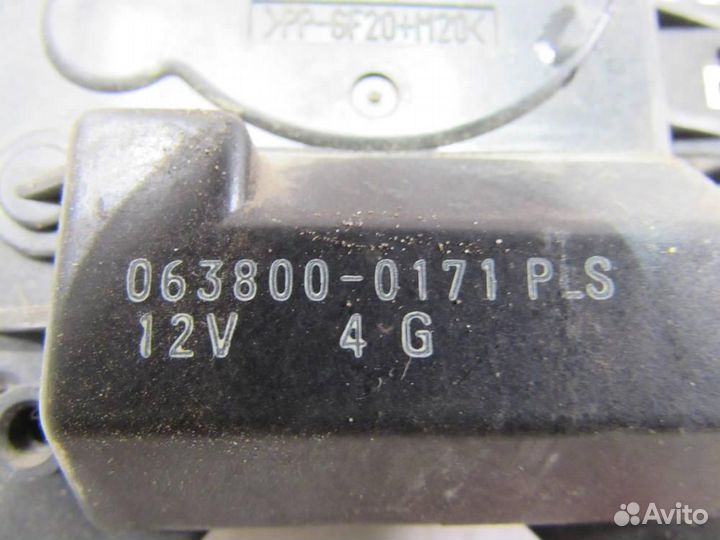 >PP-GF20+M20<
063800-0171 PLS
12V 4 G
Avito